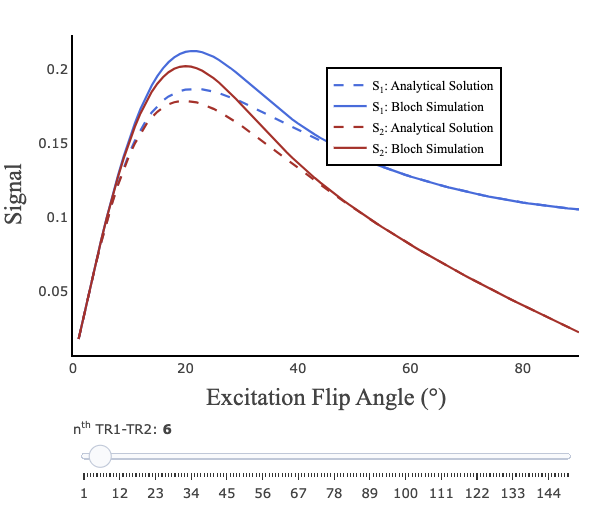 S1: Analytical Solution
S1: Bloch Simulation
S2: Analytical Solution
S2: Bloch Simulation
Signal
0.2
0.15
0.1
0.05
0 20 40 60 80
Excitation Flip Angle (°)
nth TR1-TR2: 6
1 12 23 34 45 56 67 78 89 100 111 122 133 144